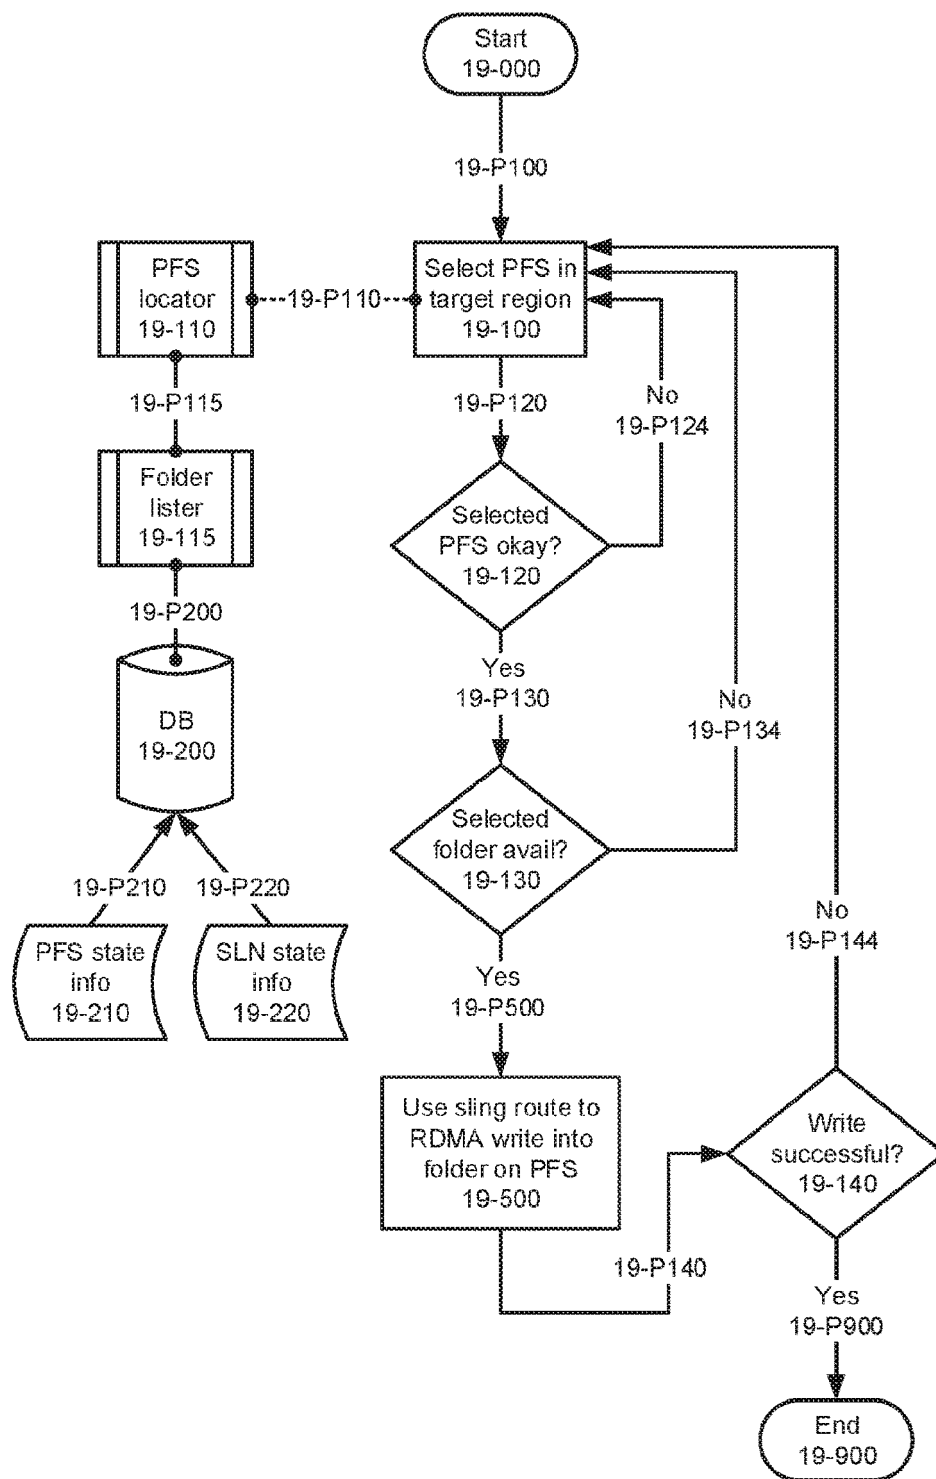 Start
19-000
19-P100
PFS
locator
19-110
19-P110
Select PFS in
target region
19-100
19-P115
19-P120
No
19-P124
Folder
lister
19-115
Selected
PFS okay?
19-120
19-P200
Yes
19-P130
No
19-P134
DB
19-200
Selected
folder avail?
19-130
19-P210
19-P220
PFS state
info
19-210
SLN state
info
19-220
No
19-P144
Yes
19-P500
Use sling route to
RDMA write into
folder on PFS
19-500
Write
successful?
19-140
19-P140
Yes
19-P900
End
19-900